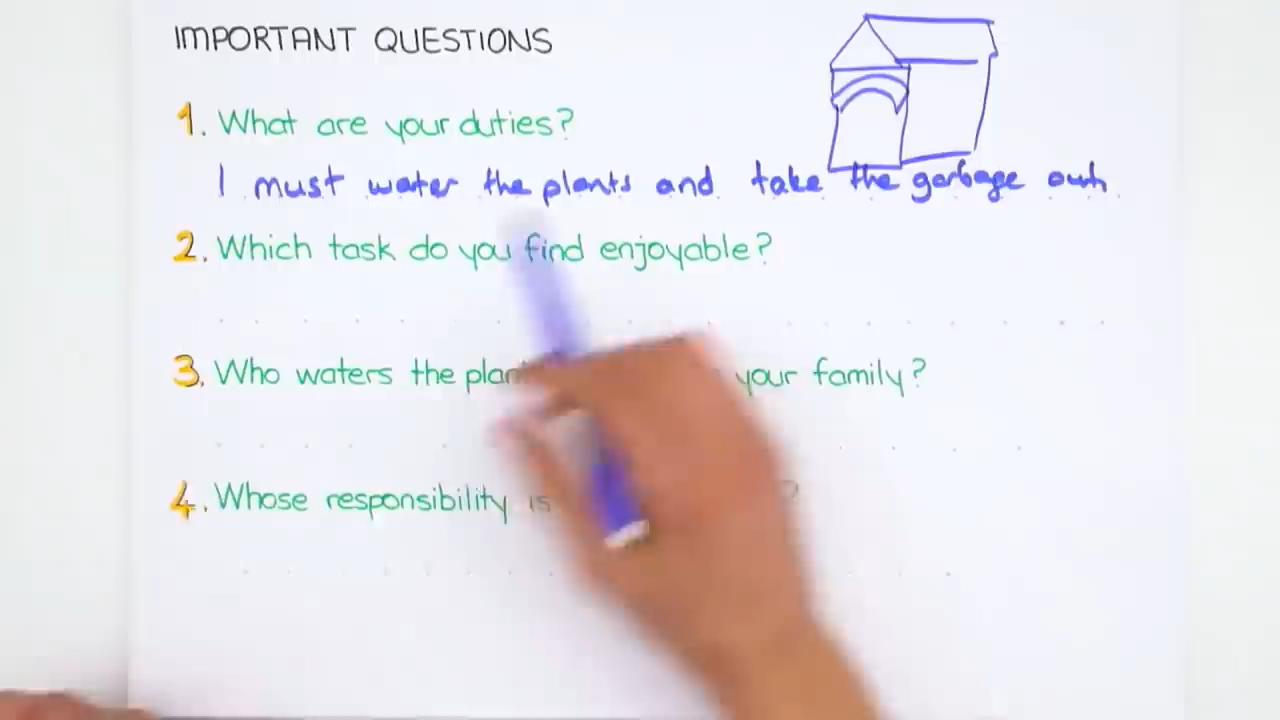 IMPORTANT QUESTIONS
1. What are your duties?
I must water the plants and take the garbage out.
2. Which task do you find enjoyable?
3. Who waters the your family?
4. Whose responsibility is ?